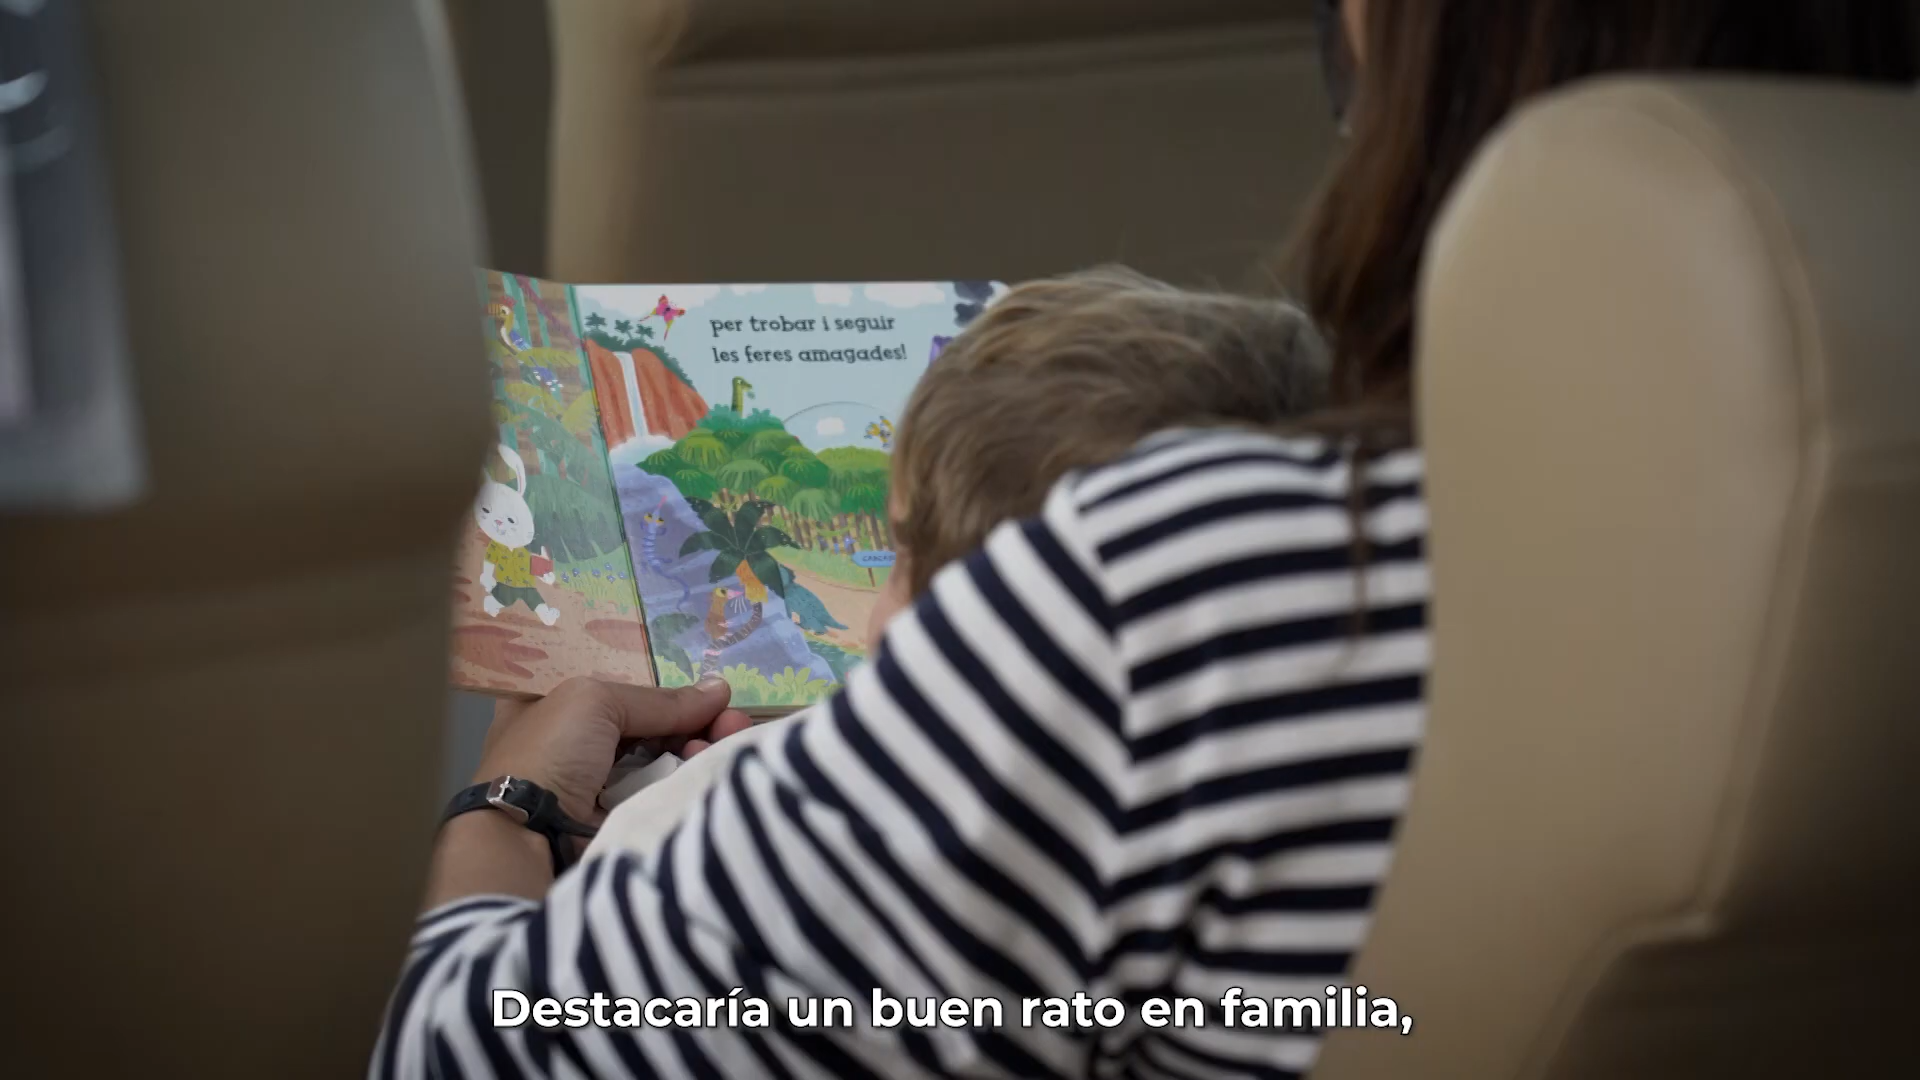 per trobar i seguir
les feres amagades!
Destacaría un buen rato en familia,